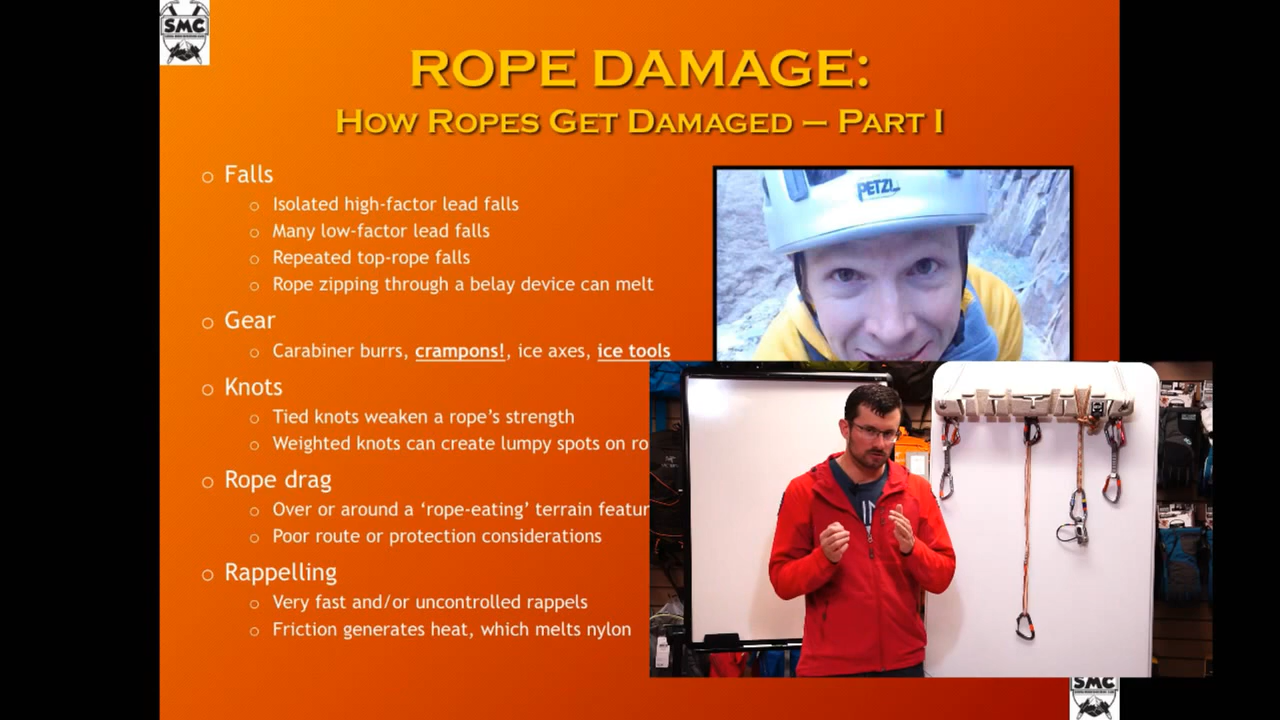 SMC
ROPE DAMAGE:
HOW ROPES GET DAMAGED – PART I
Falls
Isolated high-factor lead falls
Many low-factor lead falls
Repeated top-rope falls
Rope zipping through a belay device can melt
Gear
Carabiner burrs, crampons!, ice axes, ice tools
Knots
Tied knots weaken a rope's strength
Weighted knots can create lumpy spots on ro
Rope drag
Over or around a 'rope-eating' terrain featur
Poor route or protection considerations
Rappelling
Very fast and/or uncontrolled rappels
Friction generates heat, which melts nylon
PETZL
SMC